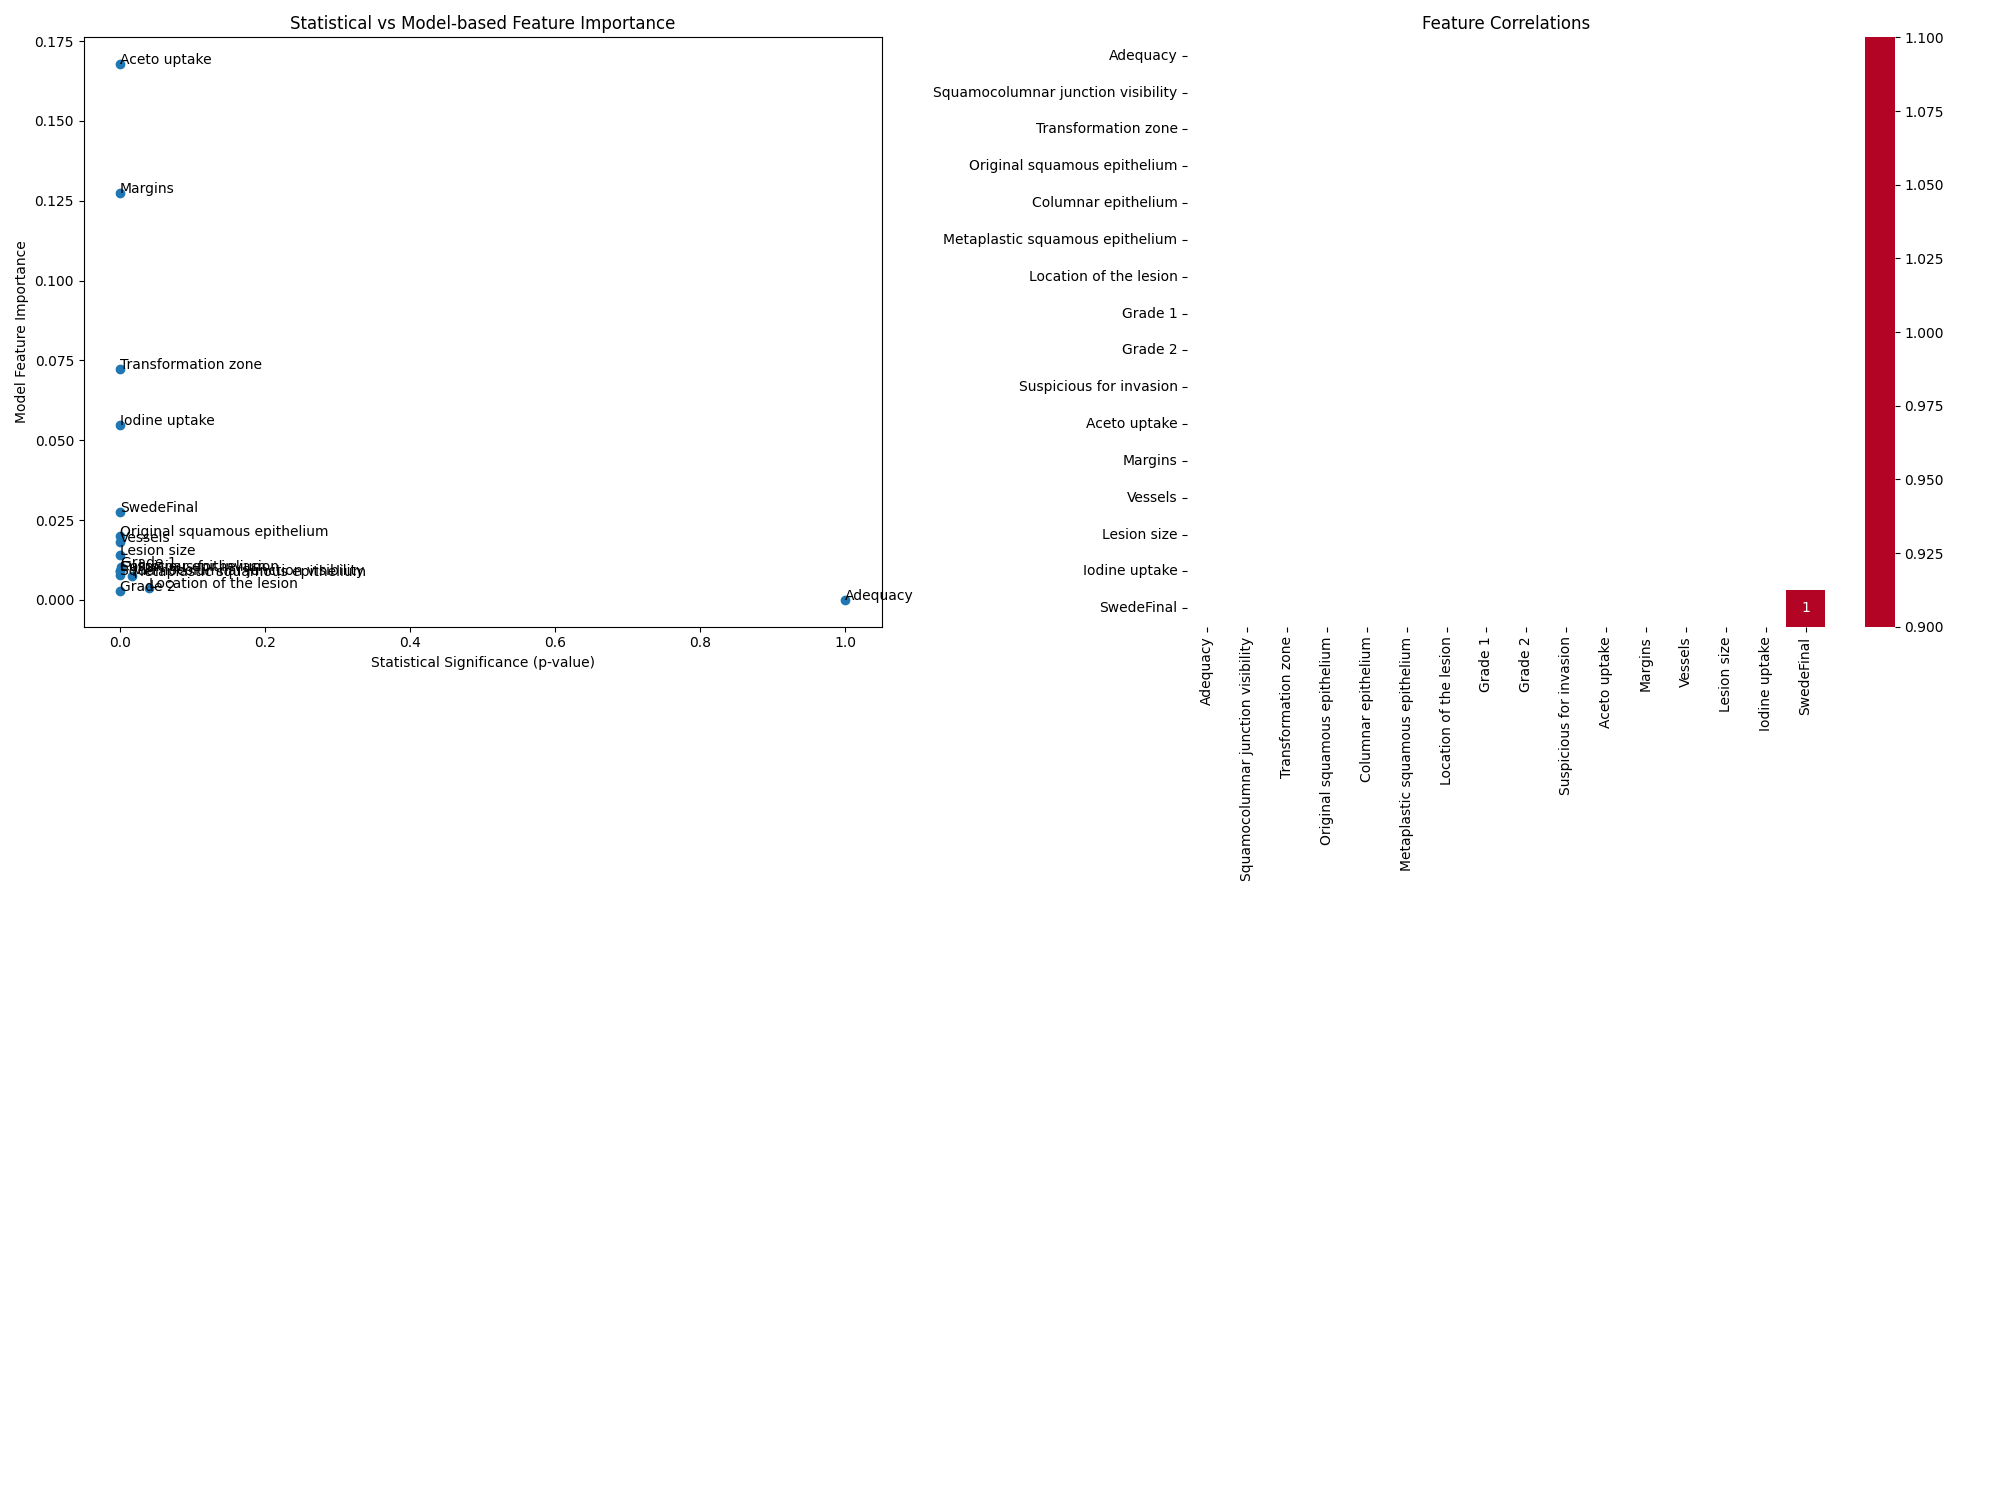 Statistical vs Model-based Feature Importance
Model Feature Importance
0.175
0.150
0.125
0.100
0.075
0.050
0.025
0.000
Aceto uptake
Margins
Transformation zone
Iodine uptake
SwedeFinal
Original squamous epithelium
Vessels
Lesion size
Grade 1
Metaplastic squamous epithelium
Location of the lesion
Grade 2
Adequacy
0.0
0.2
0.4
0.6
0.8
1.0
Statistical Significance (p-value)
Feature Correlations
Adequacy
Squamocolumnar junction visibility
Transformation zone
Original squamous epithelium
Columnar epithelium
Metaplastic squamous epithelium
Location of the lesion
Grade 1
Grade 2
Suspicious for invasion
Aceto uptake
Margins
Vessels
Lesion size
Iodine uptake
SwedeFinal
1
Adequacy
Squamocolumnar junction visibility
Transformation zone
Original squamous epithelium
Columnar epithelium
Metaplastic squamous epithelium
Location of the lesion
Grade 1
Grade 2
Suspicious for invasion
Aceto uptake
Margins
Vessels
Lesion size
Iodine uptake
SwedeFinal
1.100
1.075
1.050
1.025
1.000
0.975
0.950
0.925
0.900